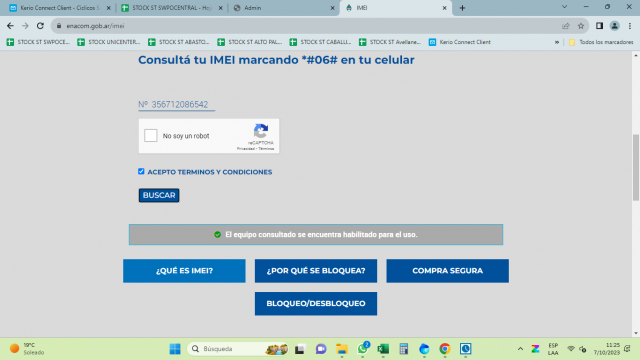 Kerio Connect Client - Ciclicos S
STOCK ST SWPOCENTRAL - Ho
Admin
IMEI
enacom.gob.ar/imei
STOCK ST SWPOCE
STOCK UNICENTER
STOCK ST ABASTO
STOCK ST ALTO PAL
STOCK ST CABALLI
STOCK ST Avellane
Kerio Connect Client
»
Todos los marcadores
Consultá tu IMEI marcando *#06# en tu celular
Nº 356712086542
No soy un robot
reCAPTCHA
Privacidad - Términos
ACEPTO TERMINOS Y CONDICIONES
BUSCAR
El equipo consultado se encuentra habilitado para el uso.
¿QUÉ ES IMEI?
¿POR QUÉ SE BLOQUEA?
COMPRA SEGURA
BLOQUEO/DESBLOQUEO
19°C
Soleado
Búsqueda
ESP
LAA
11:25
7/10/2023